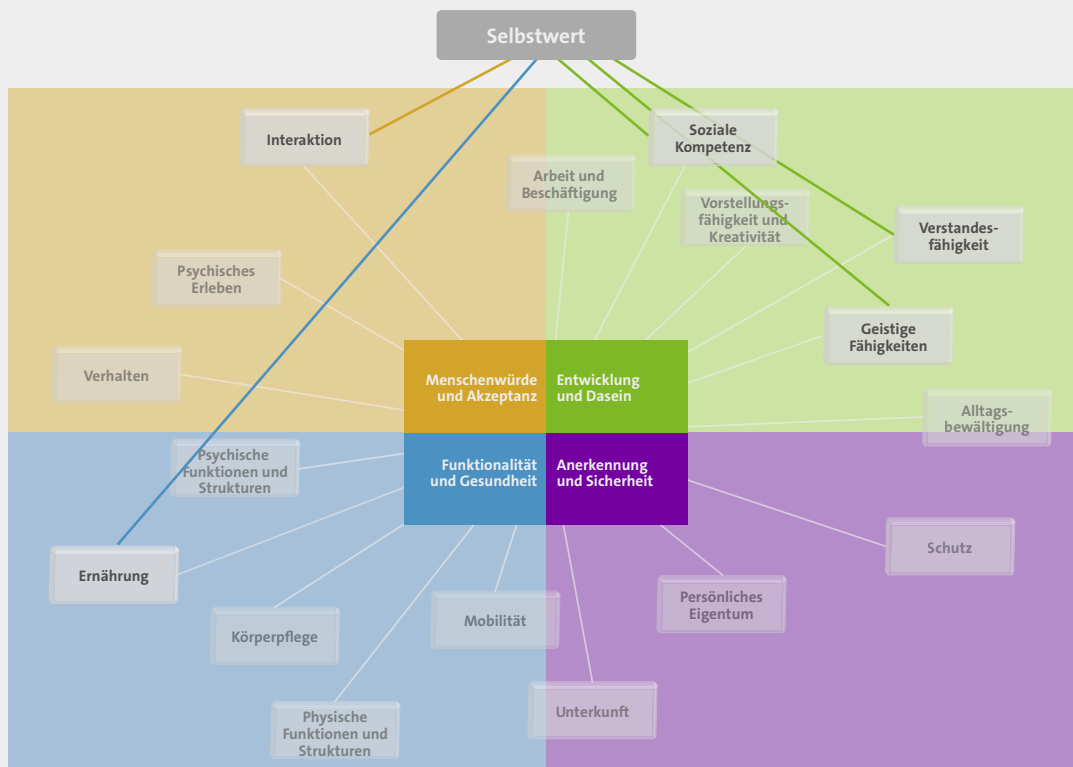 Selbstwert
Interaktion
Soziale
Kompetenz
Arbeit und
Beschäftigung
Vorstellungs-
fähigkeit und
Kreativität
Verstandes-
fähigkeit
Psychisches
Erleben
Geistige
Fähigkeiten
Verhalten
Menschenwürde
und Akzeptanz
Entwicklung
und Dasein
Alltags-
bewältigung
Psychische
Funktionen und
Strukturen
Funktionalität
und Gesundheit
Anerkennung
und Sicherheit
Schutz
Ernährung
Persönliches
Eigentum
Körperpflege
Mobilität
Unterkunft
Physische
Funktionen und
Strukturen